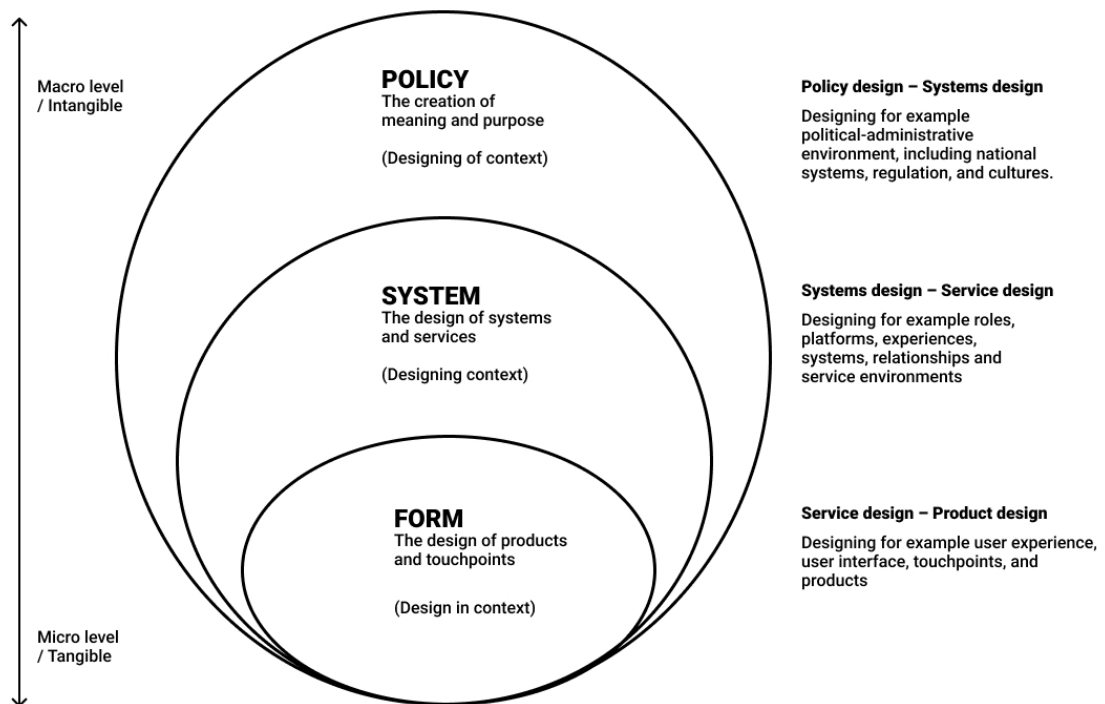 Macro level
/ Intangible
POLICY
The creation of
meaning and purpose
(Designing of context)
Policy design – Systems design
Designing for example
political-administrative
environment, including national
systems, regulation, and cultures.
SYSTEM
The design of systems
and services
(Designing context)
Systems design – Service design
Designing for example roles,
platforms, experiences,
systems, relationships and
service environments
FORM
The design of products
and touchpoints
(Design in context)
Service design – Product design
Designing for example user experience,
user interface, touchpoints, and
products
Micro level
/ Tangible